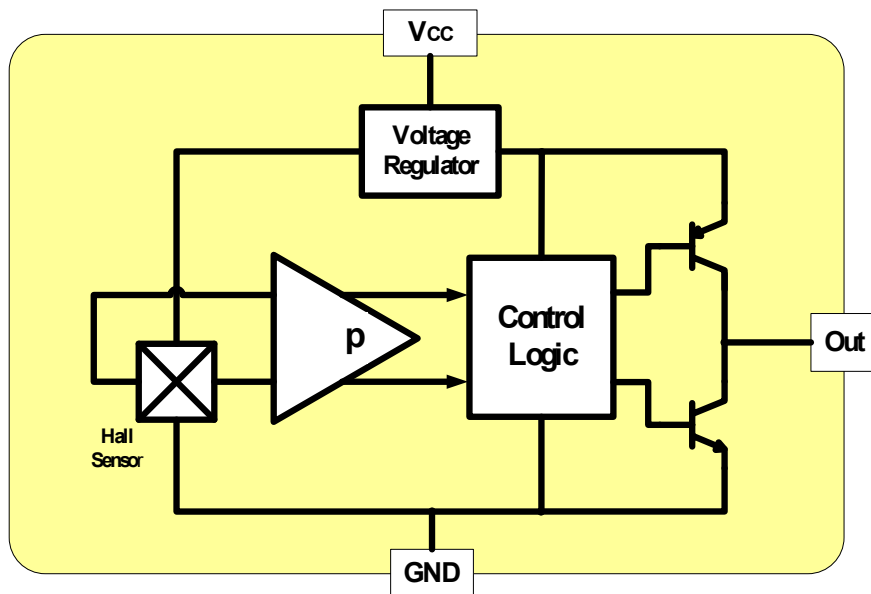 Vcc
Voltage
Regulator
p
Control
Logic
Out
Hall
Sensor
GND